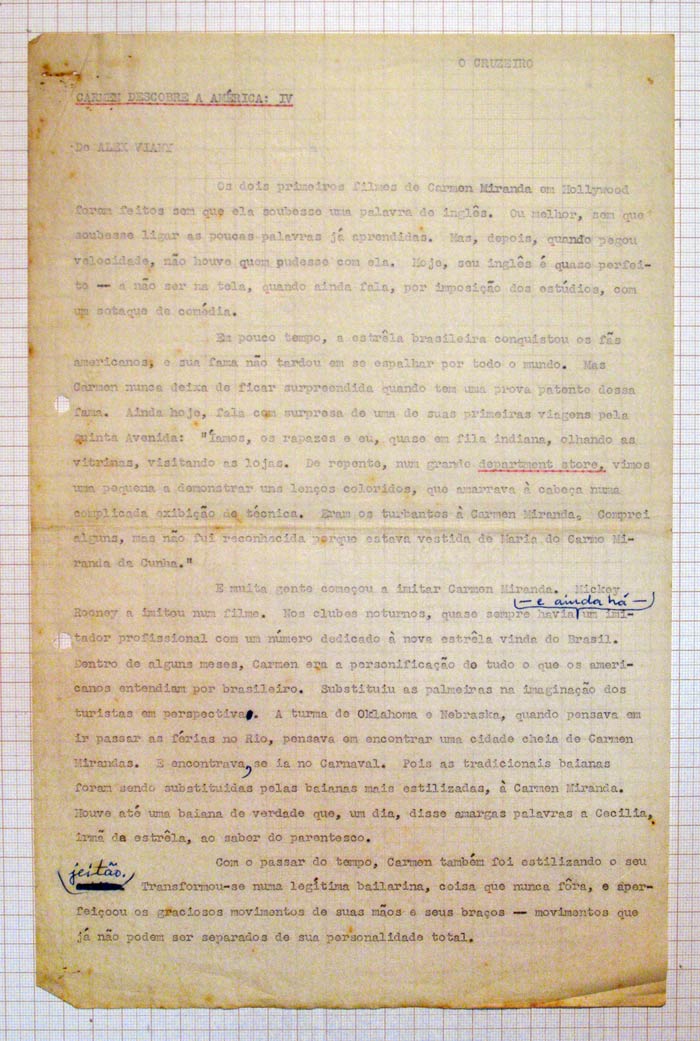 O CRUZEIRO
CARMEN DESCOBRE A AMÉRICA: IV
De ALEX VIANY
Os dois primeiros filmes de Carmen Miranda em Hollywood
foram feitos sem que ela soubesse uma palavra de inglês. Ou melhor, sem que
soubesse ligar as poucas palavras já aprendidas. Mas, depois, quando pegou
velocidade, não houve quem pudesse com ela. Hoje, seu inglês é quase perfei-
to — a não ser na tela, quando ainda fala, por imposição dos estúdios, com
um sotaque de comédia.
Em pouco tempo, a estrêla brasileira conquistou os fãs
americanos, e sua fama não tardou em se espalhar por todo o mundo. Mas
Carmen nunca deixa de ficar surpreendida quando tem uma prova patente dessa
fama. Ainda hoje, fala com surpresa de uma de suas primeiras viagens pela
Quinta Avenida: "Íamos, os rapazes e eu, quase em fila indiana, olhando as
vitrinas, visitando as lojas. De repente, num grande department store, vimos
uma pequena a demonstrar uns lenços coloridos, que amarrava à cabeça numa
complicada exibição de técnica. Eram os turbantes à Carmen Miranda. Comprei
alguns, mas não fui reconhecida porque estava vestida de Maria do Carmo Mi-
randa da Cunha."
E muita gente começou a imitar Carmen Miranda. Mickey
— e ainda há —
Rooney a imitou num filme. Nos clubes noturnos, quase sempre havia um imi-
tador profissional com um número dedicado à nova estrêla vinda do Brasil.
Dentro de alguns meses, Carmen era a personificação de tudo o que os ameri-
canos entendiam por brasileiro. Substituiu as palmeiras na imaginação dos
turistas em perspectiva. A turma de Oklahoma e Nebraska, quando pensava em
ir passar as férias no Rio, pensava em encontrar uma cidade cheia de Carmen
Mirandas. E encontrava, se ia no Carnaval. Pois as tradicionais baianas
foram sendo substituidas pelas baianas mais estilizadas, à Carmen Miranda.
Houve até uma baiana de verdade que, um dia, disse amargas palavras a Cecilia,
irmã da estrêla, ao saber do parentesco.
Com o passar do tempo, Carmen também foi estilizando o seu
jeitão. Transformou-se numa legítima bailarina, coisa que nunca fôra, e aper-
feiçoou os graciosos movimentos de suas mãos e seus braços — movimentos que
já não podem ser separados de sua personalidade total.